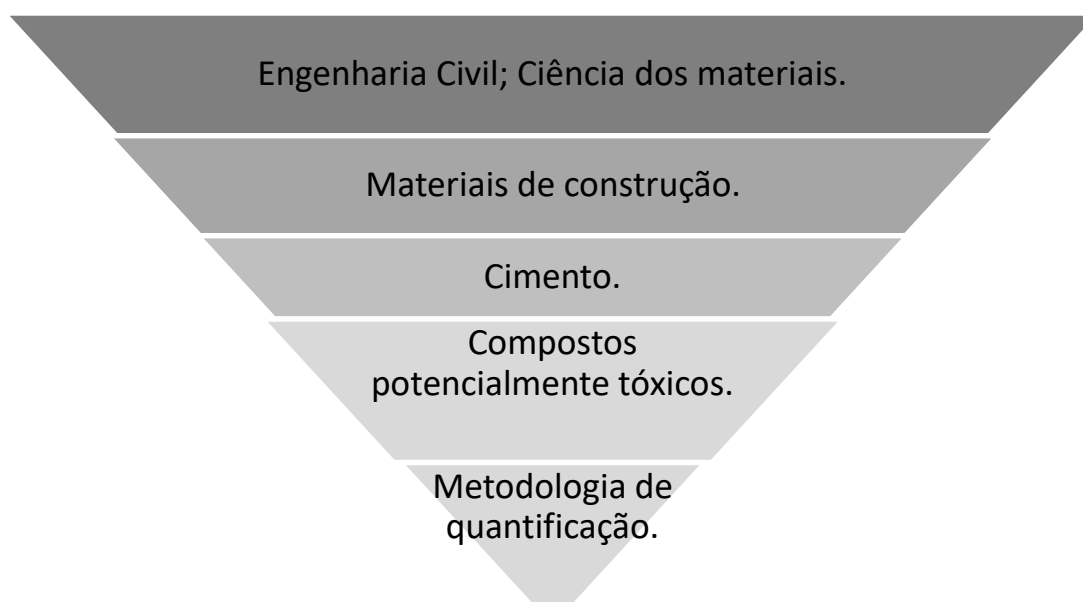 Engenharia Civil; Ciência dos materiais.
Materiais de construção.
Cimento.
Compostos
potencialmente tóxicos.
Metodologia de
quantificação.